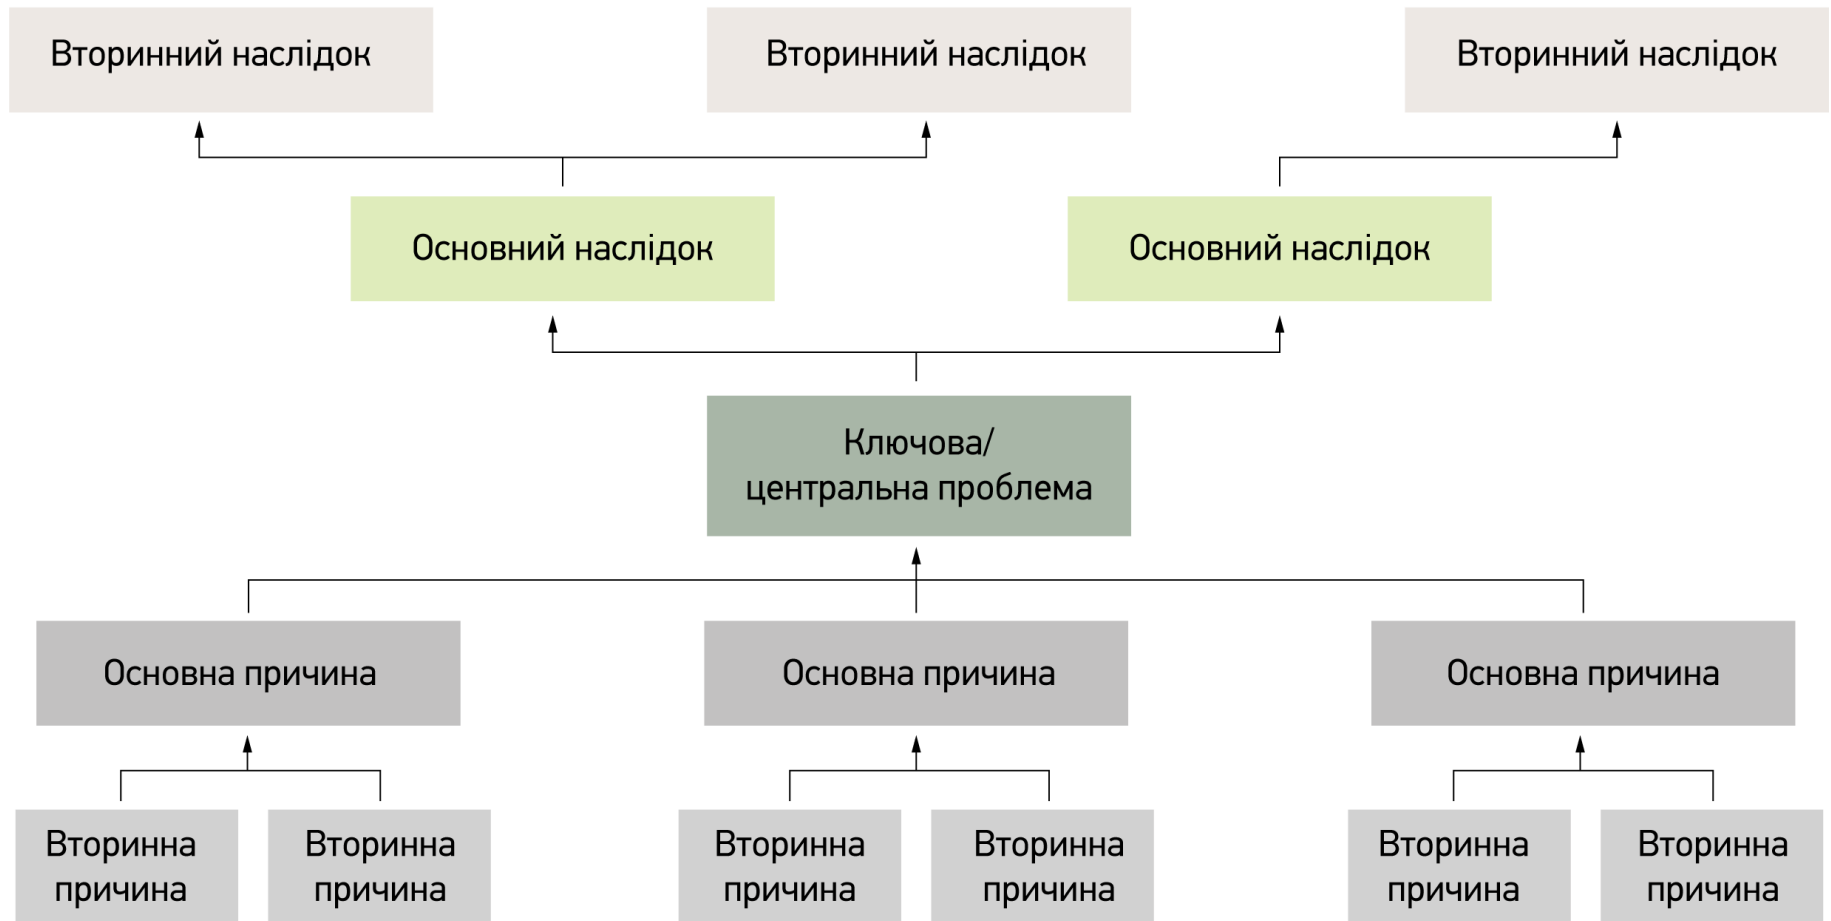 Вторинний наслідок
Вторинний наслідок
Вторинний наслідок
Основний наслідок
Основний наслідок
Ключова/
центральна проблема
Основна причина
Основна причина
Основна причина
Вторинна
причина
Вторинна
причина
Вторинна
причина
Вторинна
причина
Вторинна
причина
Вторинна
причина